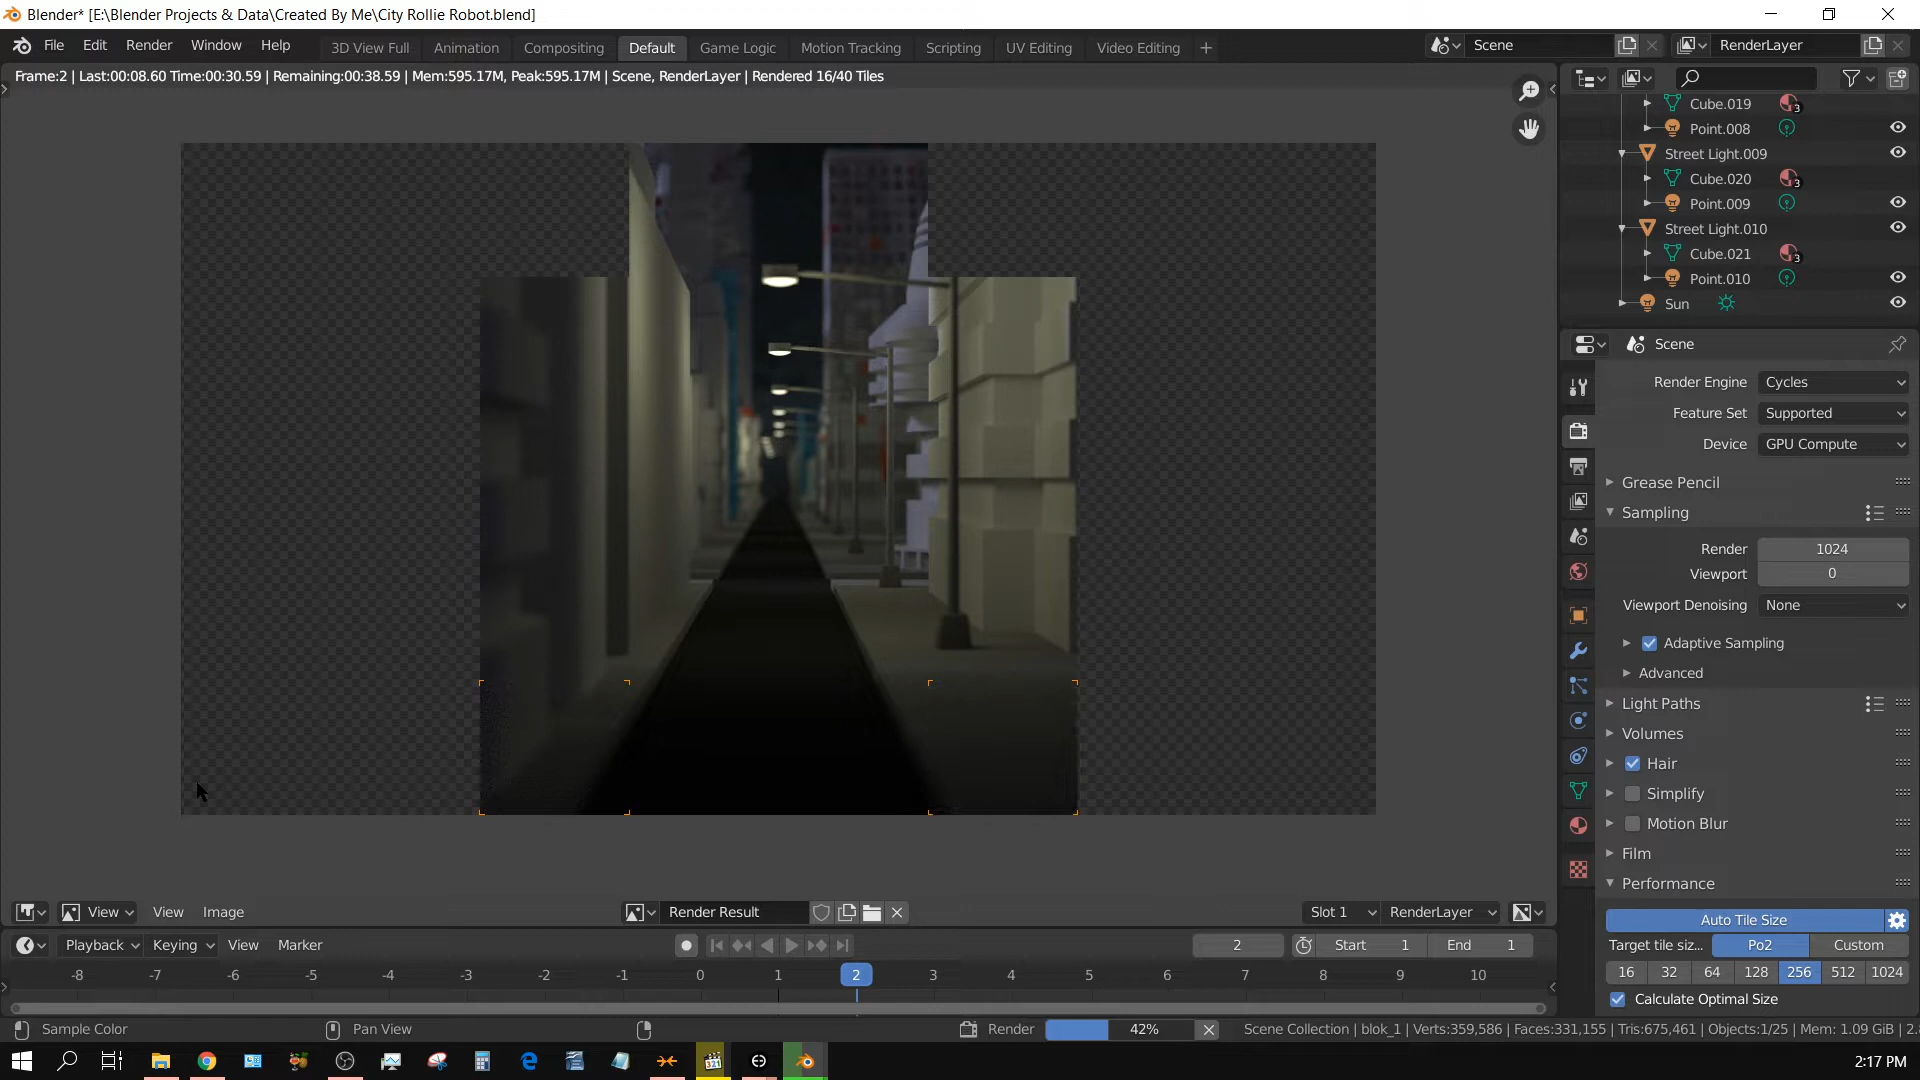 Blender* [E:\Blender Projects & Data\Created By Me\City Rollie Robot.blend]
File Edit Render Window Help 3D View Full Animation Compositing Default Game Logic Motion Tracking Scripting UV Editing Video Editing + Scene RenderLayer
Frame:2 | Last:00:08.60 Time:00:30.59 | Remaining:00:38.59 | Mem:595.17M, Peak:595.17M | Scene, RenderLayer | Rendered 16/40 Tiles
Cube.019 3
Point.008
Street Light.009
Cube.020 3
Point.009
Street Light.010
Cube.021 3
Point.010
Sun
Scene
Render Engine Cycles
Feature Set Supported
Device GPU Compute
Grease Pencil
Sampling
Render 1024
Viewport 0
Viewport Denoising None
Adaptive Sampling
Advanced
Light Paths
Volumes
Hair
Simplify
Motion Blur
Film
Performance
Auto Tile Size
Target tile siz... Po2 Custom
16 32 64 128 256 512 1024
Calculate Optimal Size
View View Image Render Result Slot 1 RenderLayer
Playback Keying View Marker 2 Start 1 End 1
-8 -7 -6 -5 -4 -3 -2 -1 0 1 2 3 4 5 6 7 8 9 10
Sample Color Pan View Render 42% Scene Collection | blok_1 | Verts:359,586 | Faces:331,155 | Tris:675,461 | Objects:1/25 | Mem: 1.09 GiB | 2.
321
2:17 PM